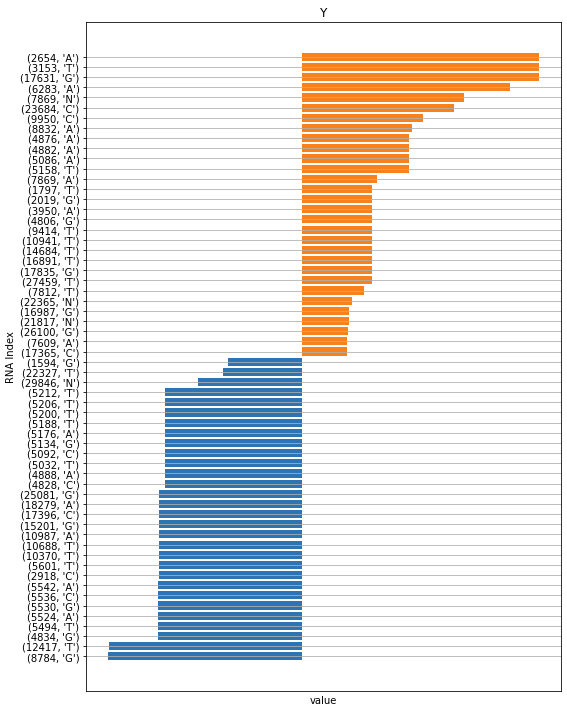 Y
(2654, 'A')
(3153, 'T')
(17631, 'G')
(6283, 'A')
(7869, 'N')
(23684, 'C')
(9950, 'C')
(8832, 'A')
(4876, 'A')
(4882, 'A')
(5086, 'A')
(5158, 'T')
(7869, 'A')
(1797, 'T')
(2019, 'G')
(3950, 'A')
(4806, 'G')
(9414, 'T')
(10941, 'T')
(14684, 'T')
(16891, 'T')
(17835, 'G')
(27459, 'T')
(7812, 'T')
(22365, 'N')
(16987, 'G')
(21817, 'N')
(26100, 'G')
(7609, 'A')
(17365, 'C')
(1594, 'G')
(22327, 'T')
(29846, 'N')
(5212, 'T')
(5206, 'T')
(5200, 'T')
(5188, 'T')
(5176, 'A')
(5134, 'G')
(5092, 'C')
(5032, 'T')
(4888, 'A')
(4828, 'C')
(25081, 'G')
(18279, 'A')
(17396, 'C')
(15201, 'G')
(10987, 'A')
(10688, 'T')
(10370, 'T')
(5601, 'T')
(2918, 'C')
(5542, 'A')
(5536, 'C')
(5530, 'G')
(5524, 'A')
(5494, 'T')
(4834, 'G')
(12417, 'T')
(8784, 'G')
RNA Index
value